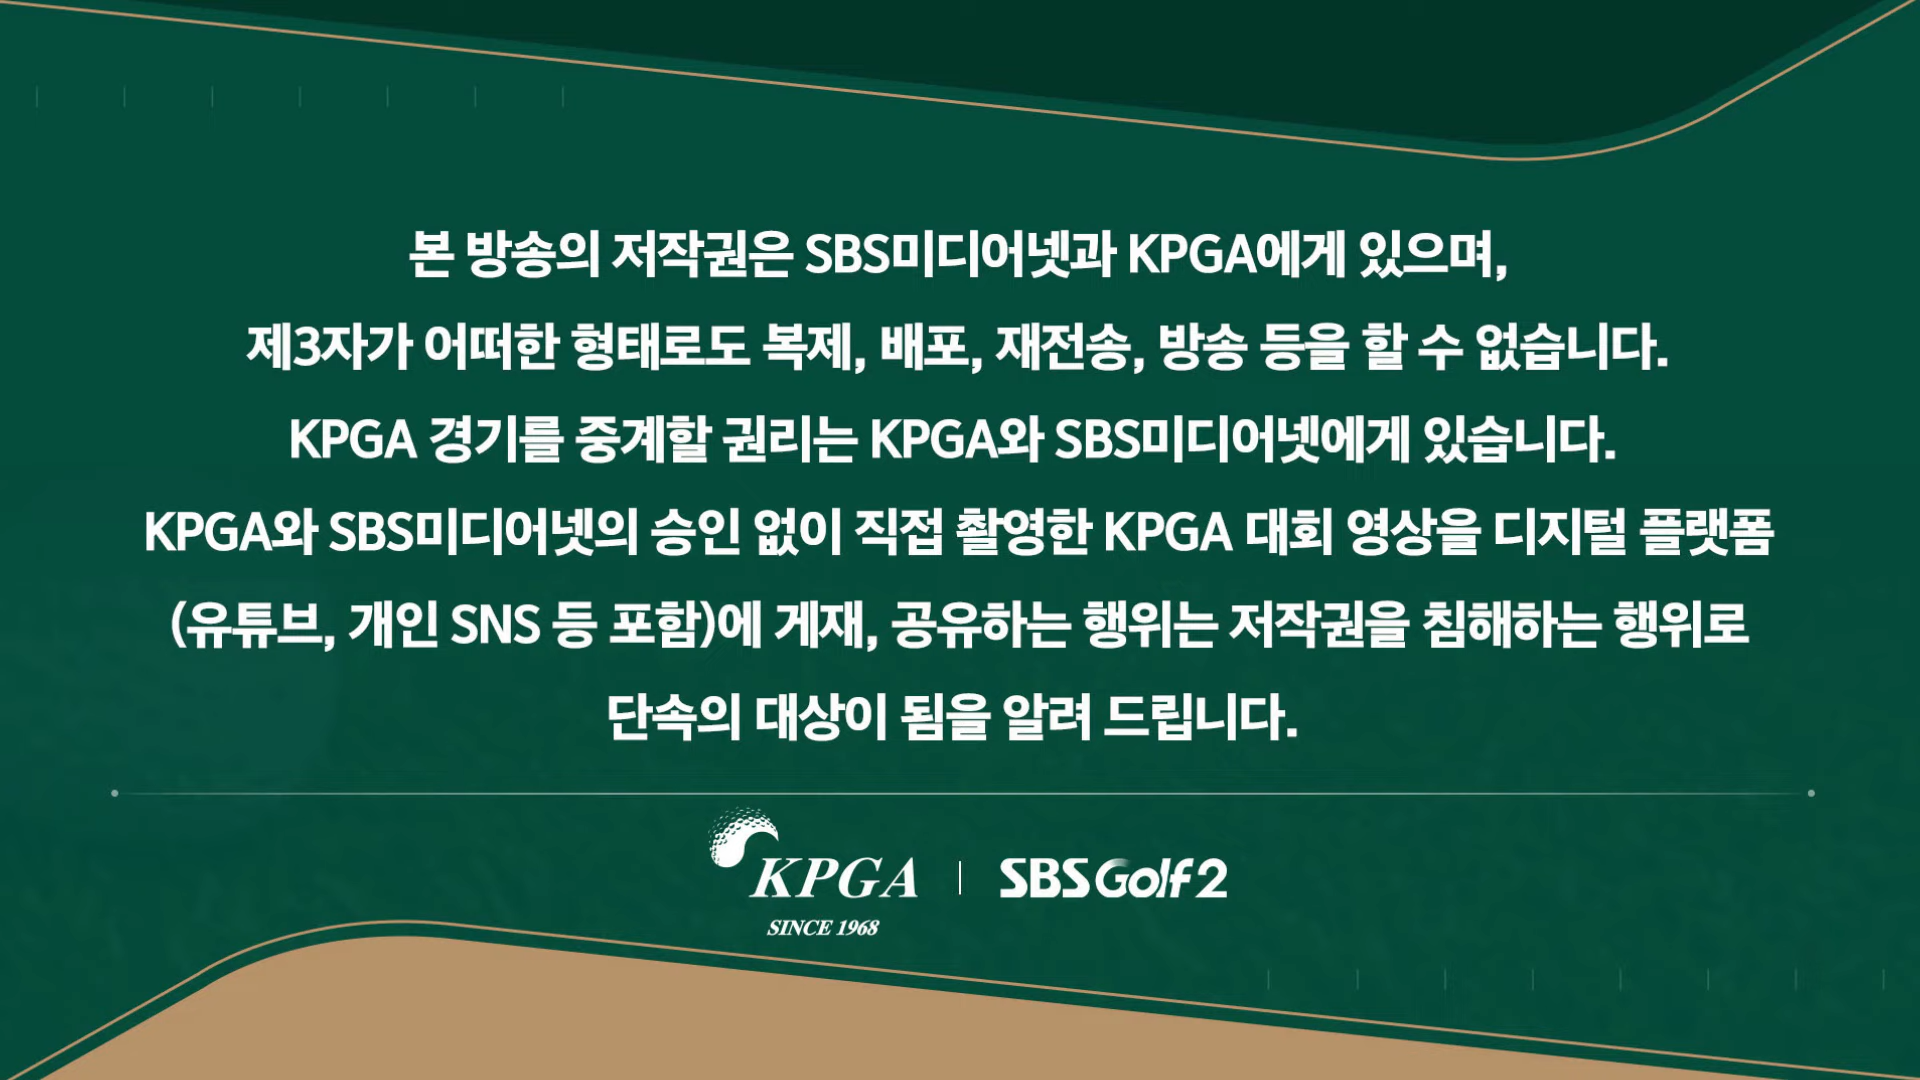 본 방송의 저작권은 SBS미디어넷과 KPGA에게 있으며,
제3자가 어떠한 형태로도 복제, 배포, 재전송, 방송 등을 할 수 없습니다.
KPGA 경기를 중계할 권리는 KPGA와 SBS미디어넷에게 있습니다.
KPGA와 SBS미디어넷의 승인 없이 직접 촬영한 KPGA 대회 영상을 디지털 플랫폼
(유튜브, 개인 SNS 등 포함)에 게재, 공유하는 행위는 저작권을 침해하는 행위로
단속의 대상이 됨을 알려 드립니다.
KPGA
SINCE 1968
SBS Golf 2